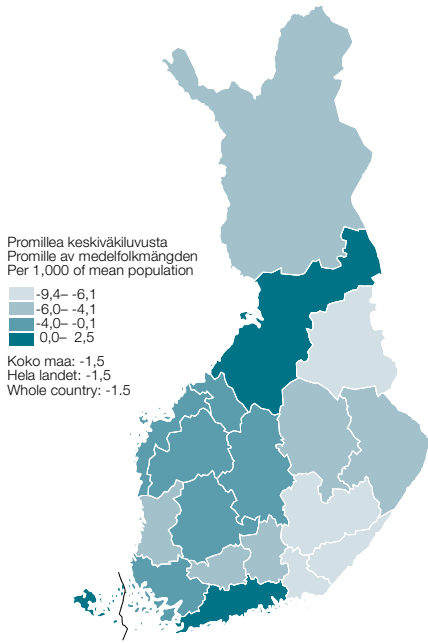 Promillea keskiväkiluvusta
Promille av medelfolkmängden
Per 1,000 of mean population
-9,4– -6,1
-6,0– -4,1
-4,0– -0,1
0,0– 2,5
Koko maa: -1,5
Hela landet: -1,5
Whole country: -1.5